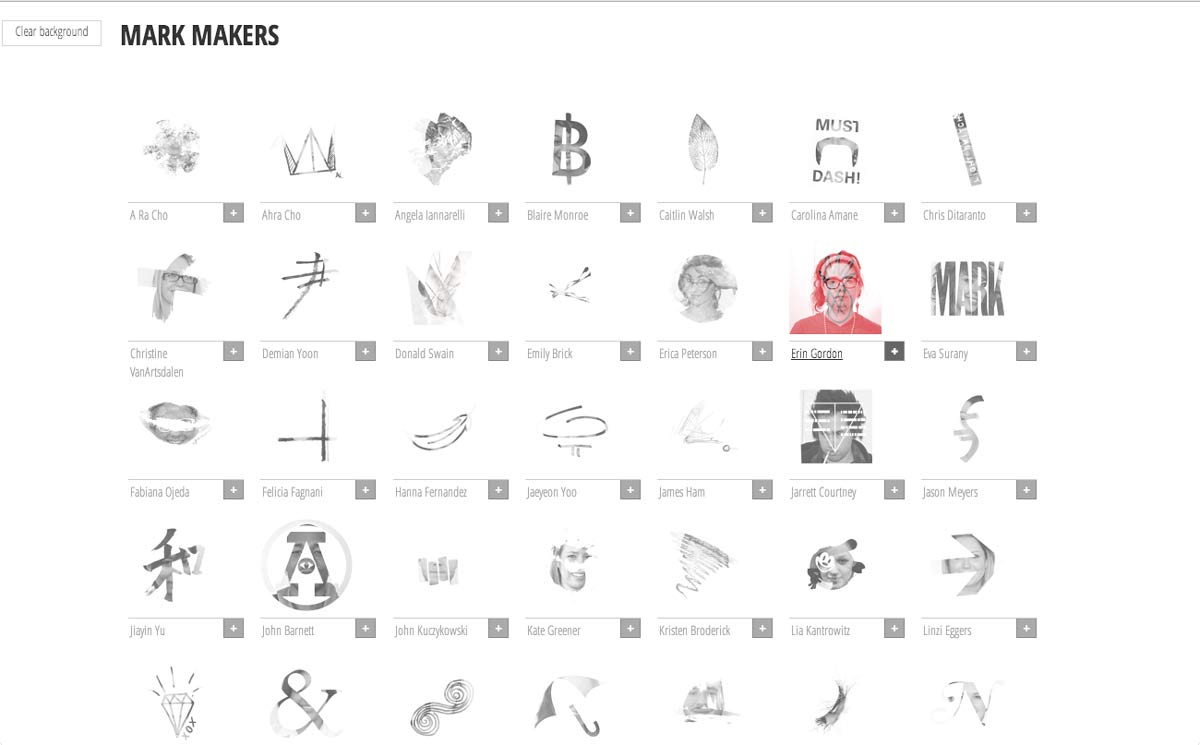 Clear background
MARK MAKERS
MUST
DASH!
A Ra Cho
Ahra Cho
Angela Iannarelli
Blaire Monroe
Caitlin Walsh
Carolina Amane
Chris Ditaranto
MARK
Christine
VanArtsdalen
Demian Yoon
Donald Swain
Emily Brick
Erica Peterson
Erin Gordon
Eva Surany
Fabiana Ojeda
Felicia Fagnani
Hanna Fernandez
Jaeyeon Yoo
James Ham
Jarrett Courtney
Jason Meyers
和
A
Jiayin Yu
John Barnett
John Kuczykowski
Kate Greener
Kristen Broderick
Lia Kantrowitz
Linzi Eggers
XOX
&
N